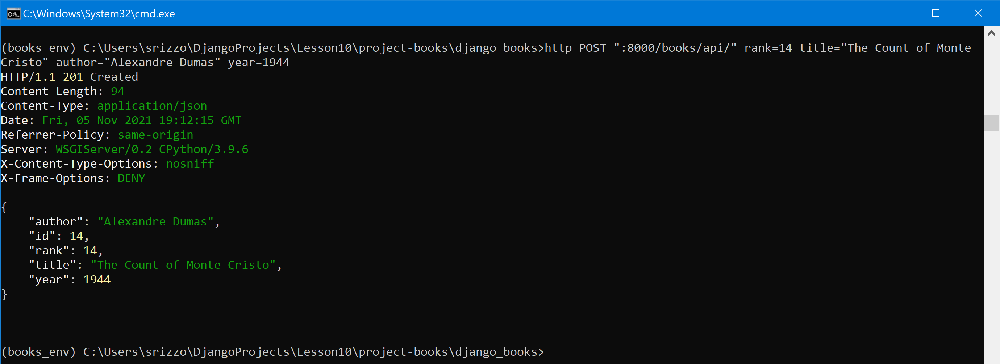 C:\Windows\System32\cmd.exe
(books_env) C:\Users\srizzo\DjangoProjects\Lesson10\project-books\django_books>http POST ":8000/books/api/" rank=14 title="The Count of Monte
Cristo" author="Alexandre Dumas" year=1944
HTTP/1.1 201 Created
Content-Length: 94
Content-Type: application/json
Date: Fri, 05 Nov 2021 19:12:15 GMT
Referrer-Policy: same-origin
Server: WSGIServer/0.2 CPython/3.9.6
X-Content-Type-Options: nosniff
X-Frame-Options: DENY
{
    "author": "Alexandre Dumas",
    "id": 14,
    "rank": 14,
    "title": "The Count of Monte Cristo",
    "year": 1944
}
(books_env) C:\Users\srizzo\DjangoProjects\Lesson10\project-books\django_books>